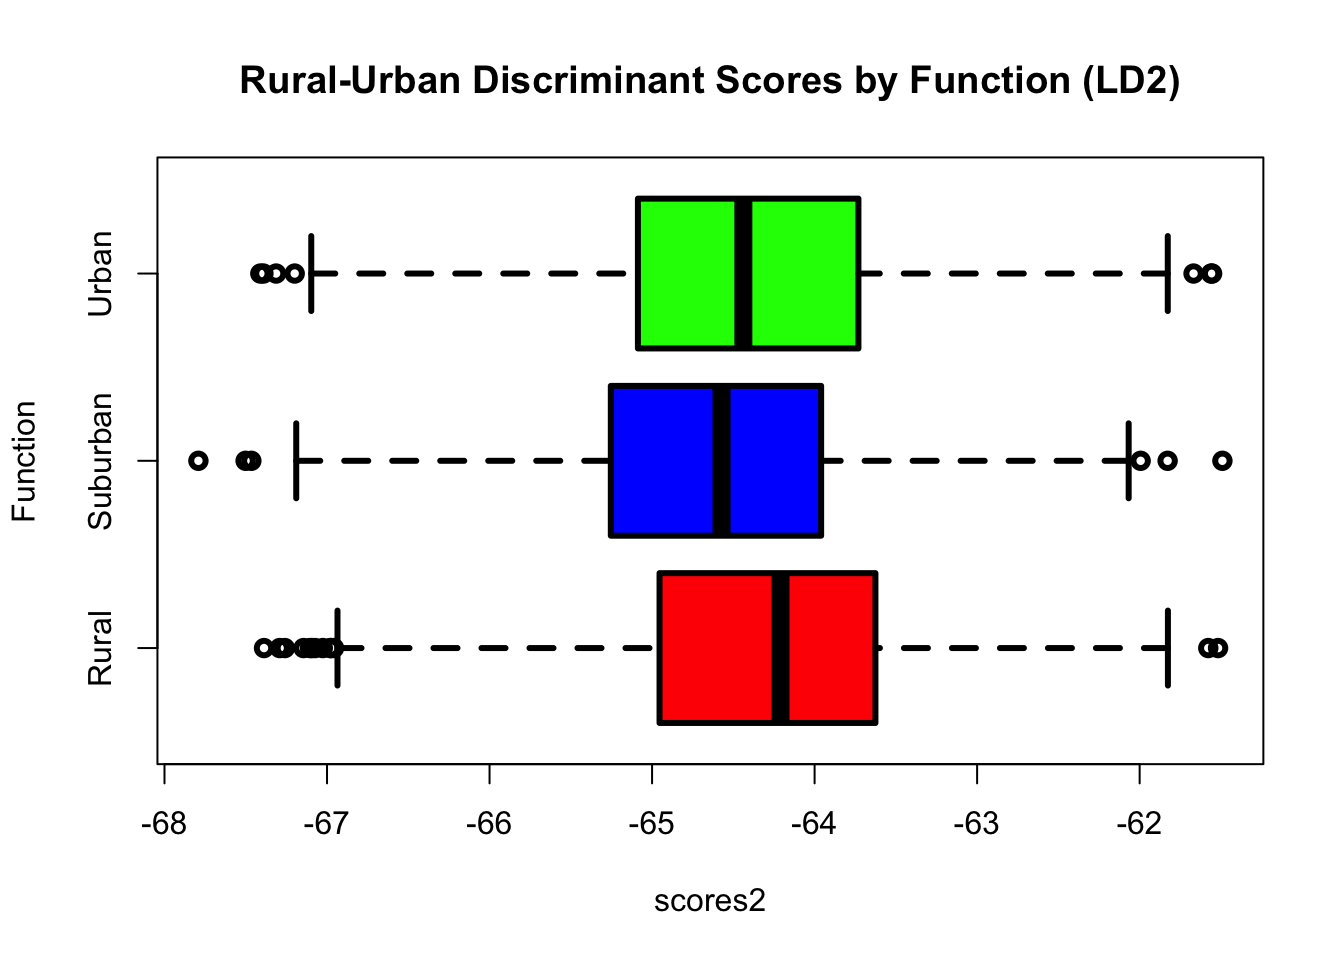 Rural-Urban Discriminant Scores by Function (LD2)
Function
Urban
Suburban
Rural
-68 -67 -66 -65 -64 -63 -62
scores2